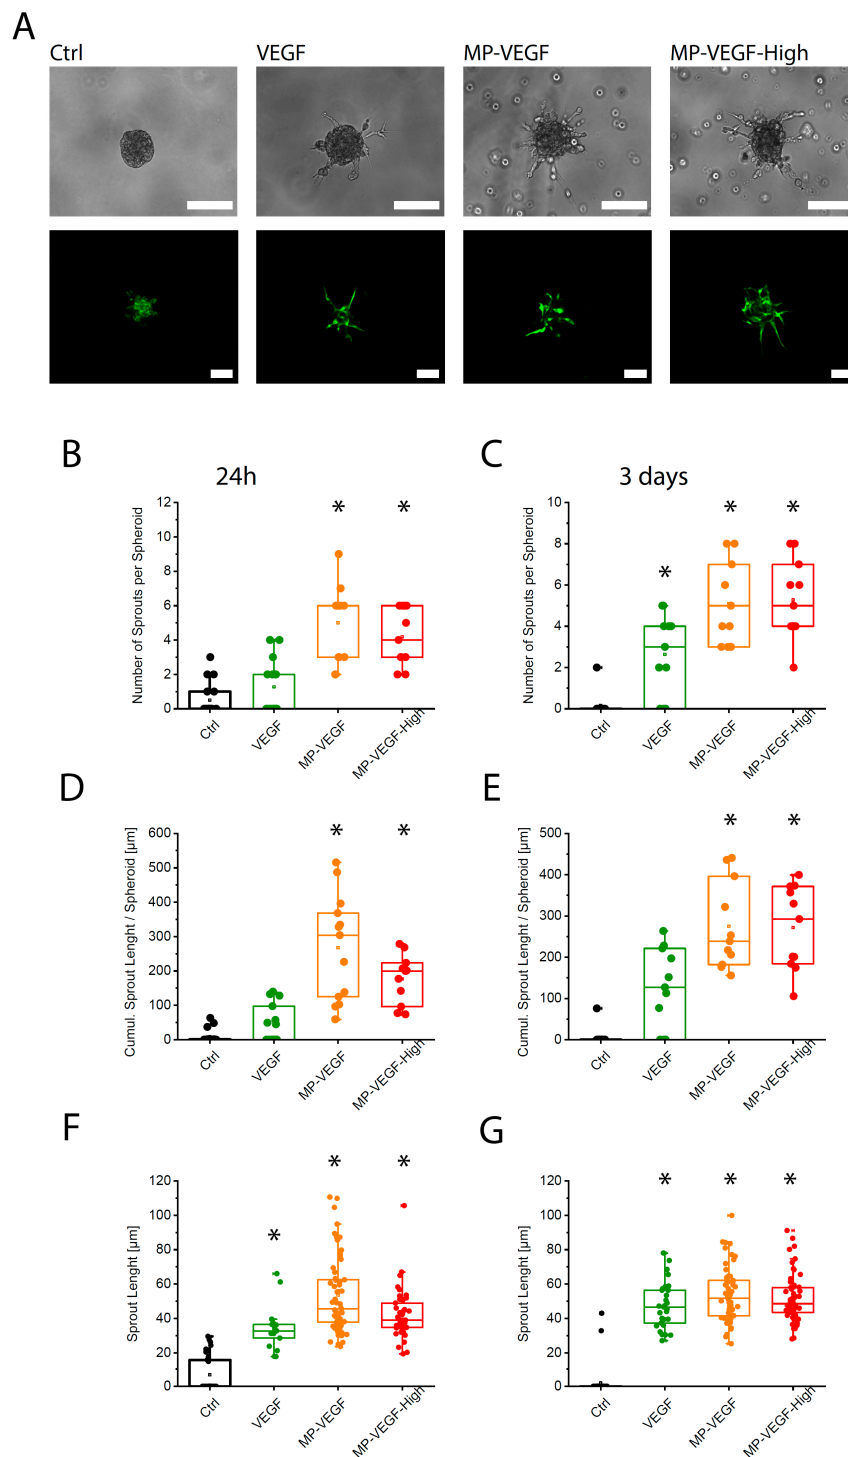 A
Ctrl
VEGF
MP-VEGF
MP-VEGF-High
B
24h
Number of Sprouts per Spheroid
12
10
8
6
4
2
0
*
*
Ctrl
VEGF
MP-VEGF
MP-VEGF-High
C
3 days
Number of Sprouts per Spheroid
10
8
6
4
2
0
*
*
*
Ctrl
VEGF
MP-VEGF
MP-VEGF-High
D
Cumul. Sprout Lenght / Spheroid [µm]
600
500
400
300
200
100
0
*
*
Ctrl
VEGF
MP-VEGF
MP-VEGF-High
E
Cumul. Sprout Lenght / Spheroid [µm]
500
400
300
200
100
0
*
*
Ctrl
VEGF
MP-VEGF
MP-VEGF-High
F
Sprout Lenght [µm]
120
100
80
60
40
20
0
*
*
*
Ctrl
VEGF
MP-VEGF
MP-VEGF-High
G
Sprout Lenght [µm]
120
100
80
60
40
20
0
*
*
*
Ctrl
VEGF
MP-VEGF
MP-VEGF-High